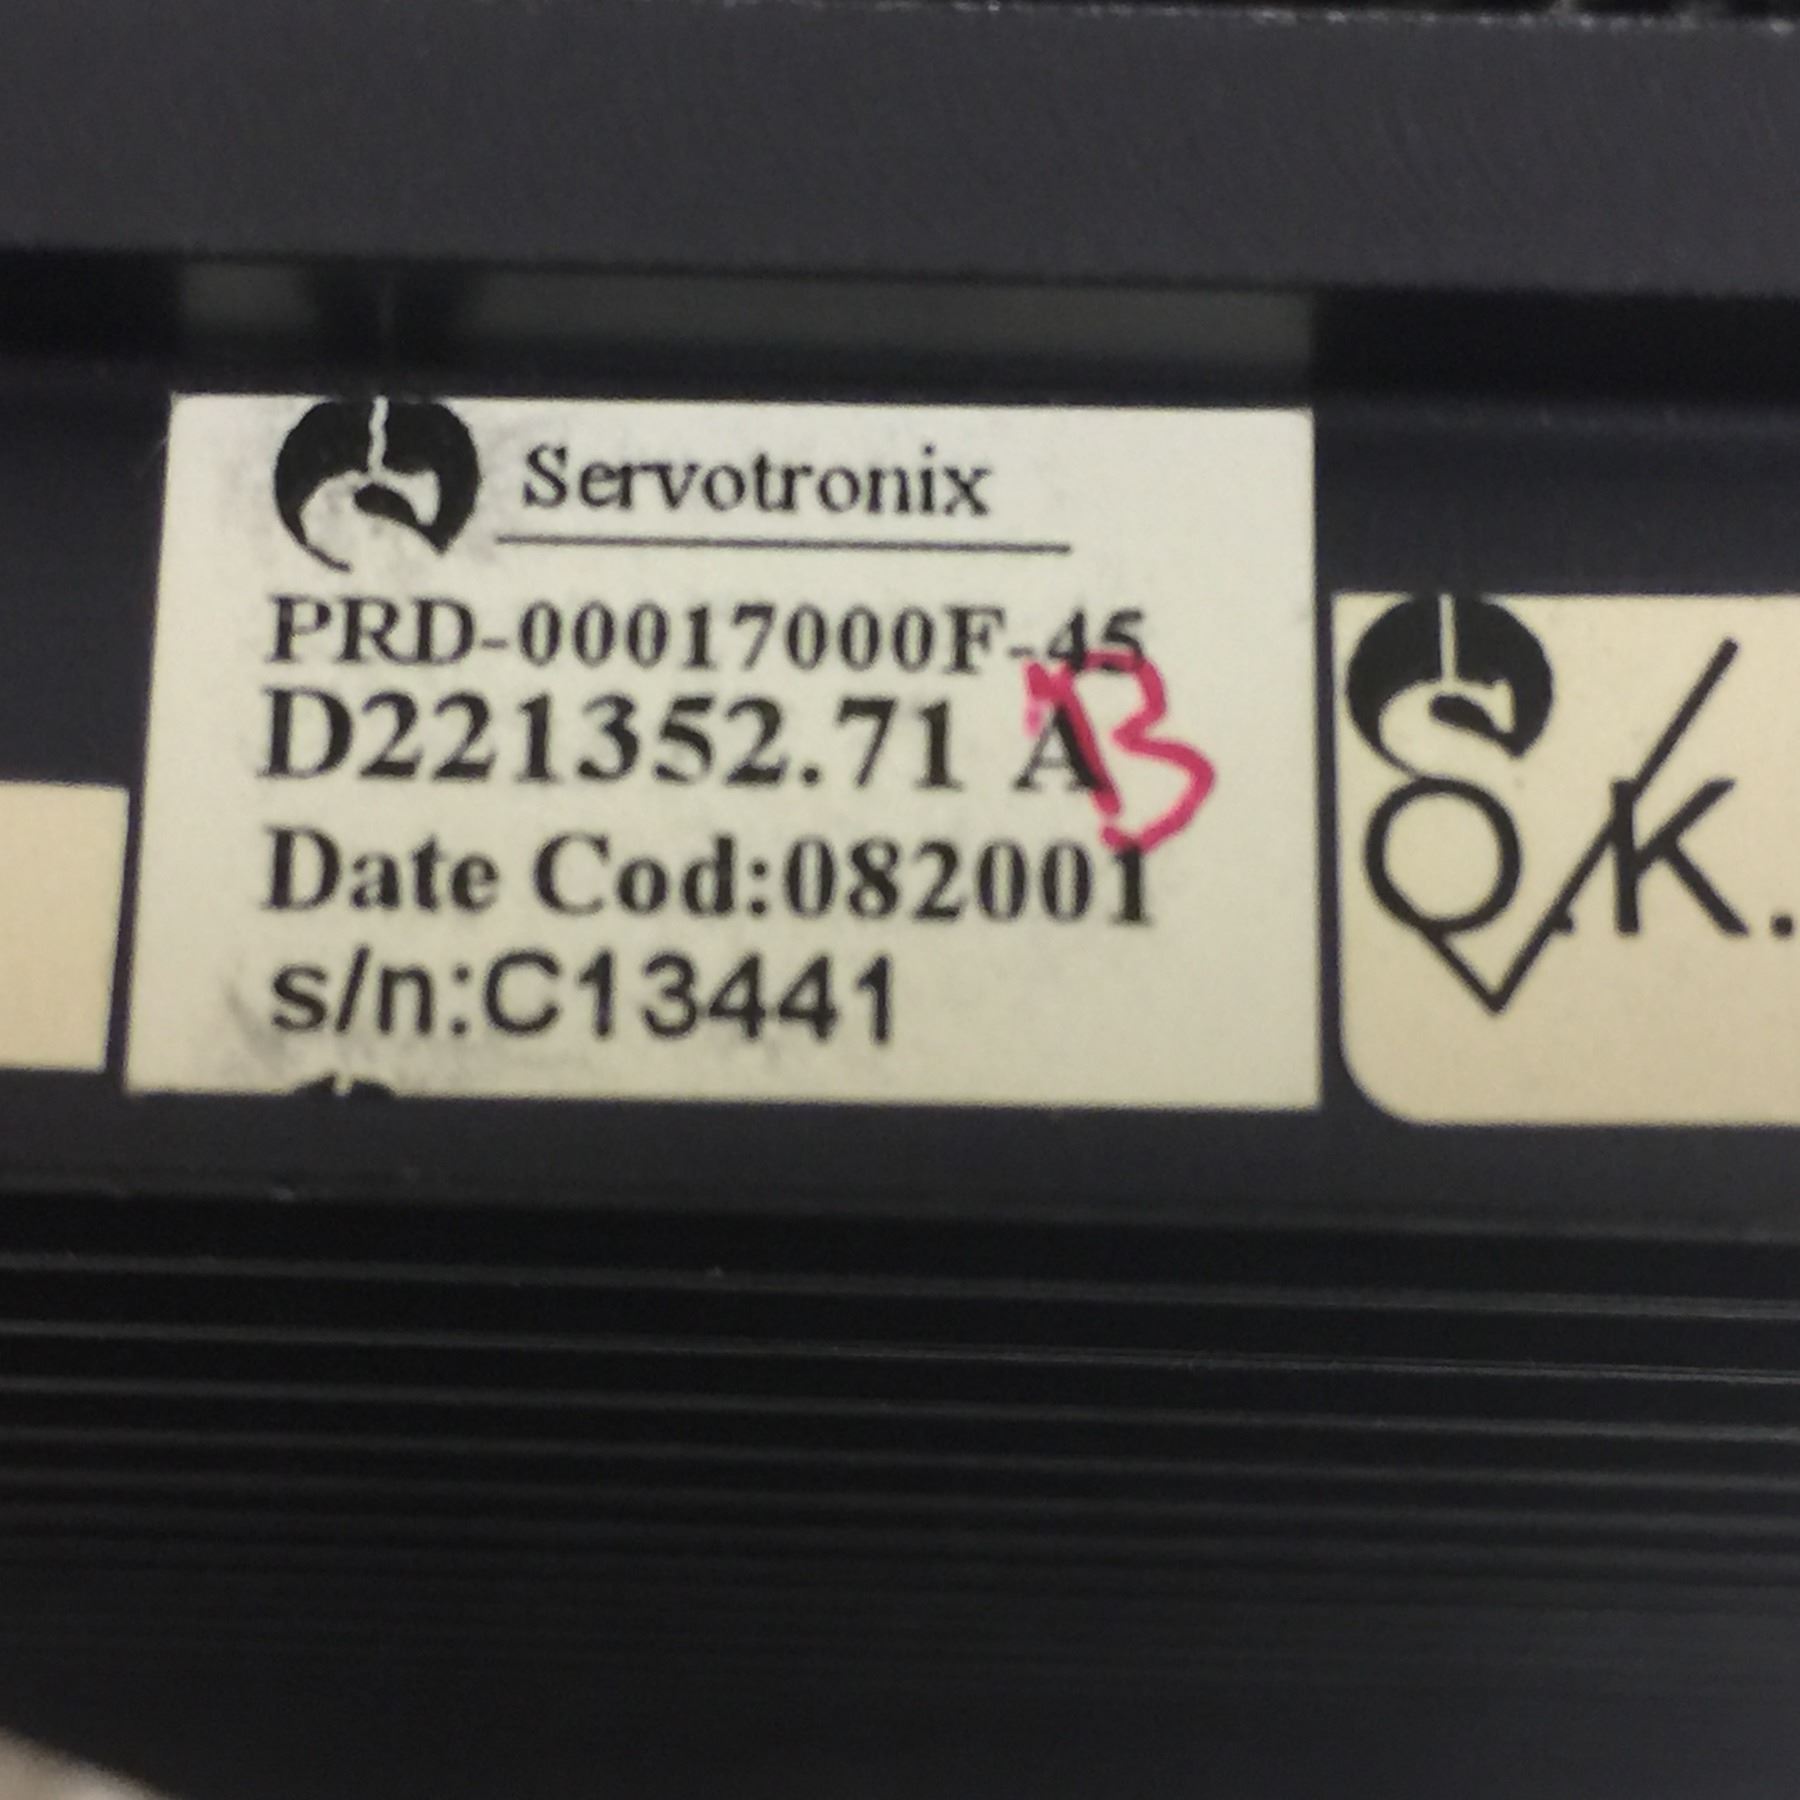 Servotronix
PRD-00017000F-45
D221352.71 A B
Date Cod:082001
s/n:C13441
O.K.